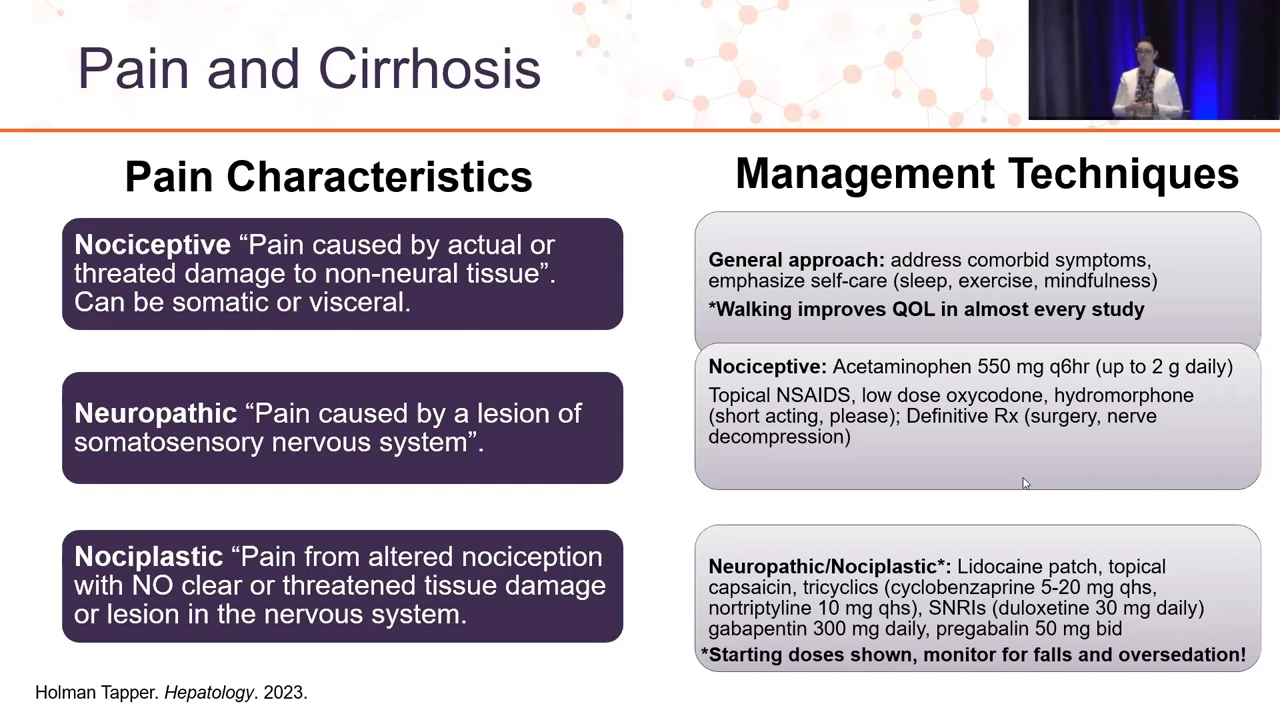 Pain and Cirrhosis
Pain Characteristics
Nociceptive “Pain caused by actual or
threated damage to non-neural tissue”.
Can be somatic or visceral.
Neuropathic “Pain caused by a lesion of
somatosensory nervous system”.
Nociplastic “Pain from altered nociception
with NO clear or threatened tissue damage
or lesion in the nervous system.
Management Techniques
General approach: address comorbid symptoms,
emphasize self-care (sleep, exercise, mindfulness)
*Walking improves QOL in almost every study
Nociceptive: Acetaminophen 550 mg q6hr (up to 2 g daily)
Topical NSAIDS, low dose oxycodone, hydromorphone
(short acting, please); Definitive Rx (surgery, nerve
decompression)
Neuropathic/Nociplastic*: Lidocaine patch, topical
capsaicin, tricyclics (cyclobenzaprine 5-20 mg qhs,
nortriptyline 10 mg qhs), SNRIs (duloxetine 30 mg daily)
gabapentin 300 mg daily, pregabalin 50 mg bid
*Starting doses shown, monitor for falls and oversedation!
Holman Tapper. Hepatology. 2023.